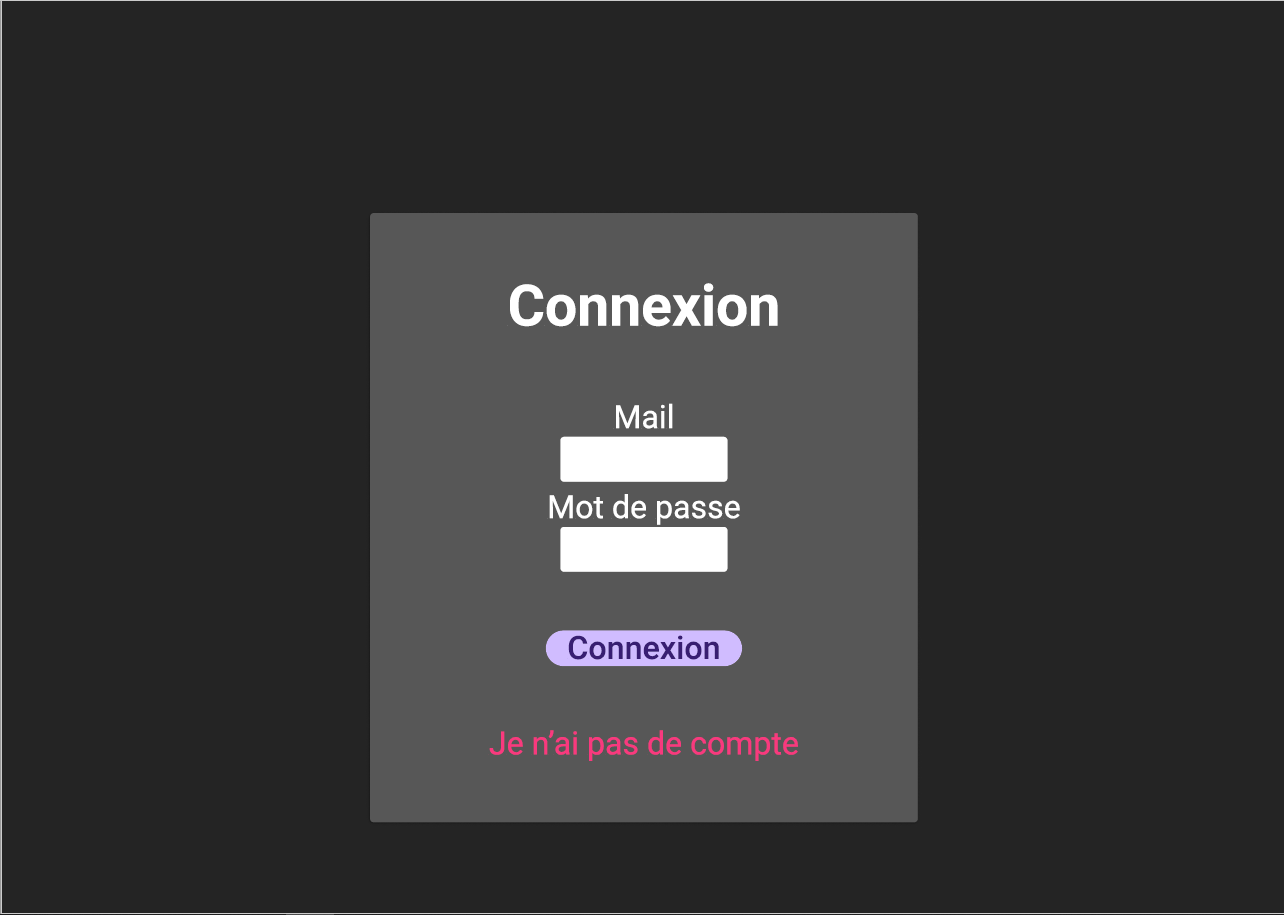 Connexion
Mail
Mot de passe
Connexion
Je n’ai pas de compte